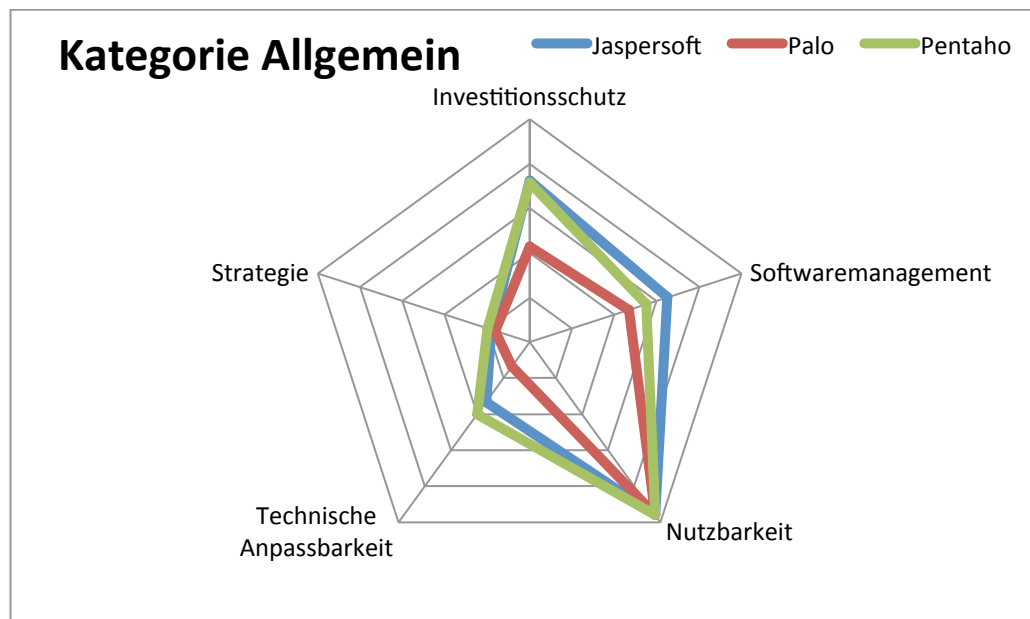 Kategorie Allgemein
Jaspersoft
Palo
Pentaho
Investitionsschutz
Softwaremanagement
Nutzbarkeit
Technische
Anpassbarkeit
Strategie